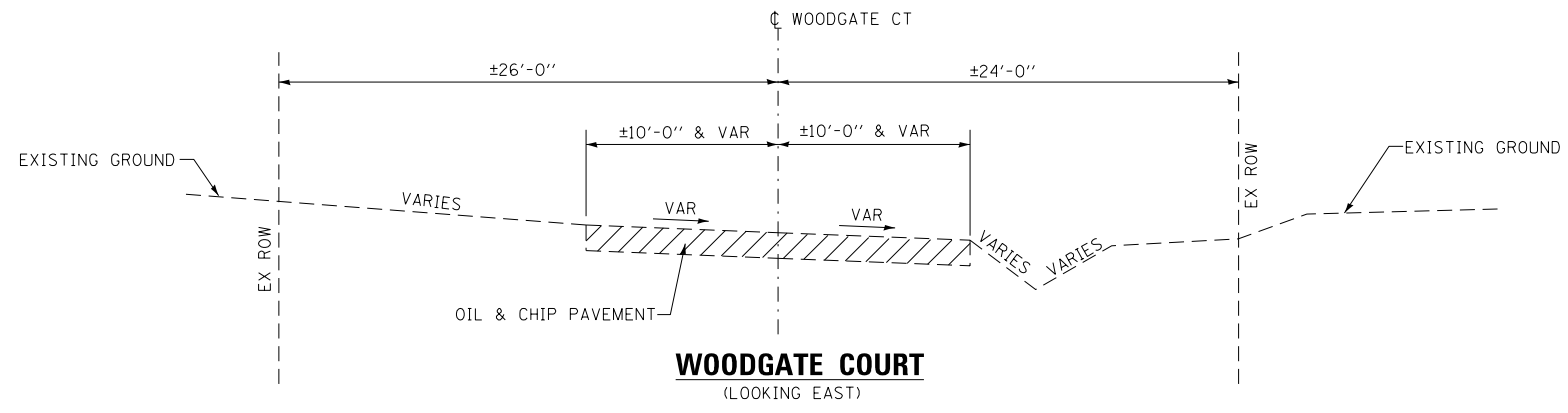 ℄ WOODGATE CT
±26'-0'' ±24'-0''
±10'-0'' & VAR ±10'-0'' & VAR
EXISTING GROUND
EXISTING GROUND
EX ROW
VARIES
VAR
VAR
VARIES
VARIES
EX ROW
OIL & CHIP PAVEMENT
WOODGATE COURT
(LOOKING EAST)